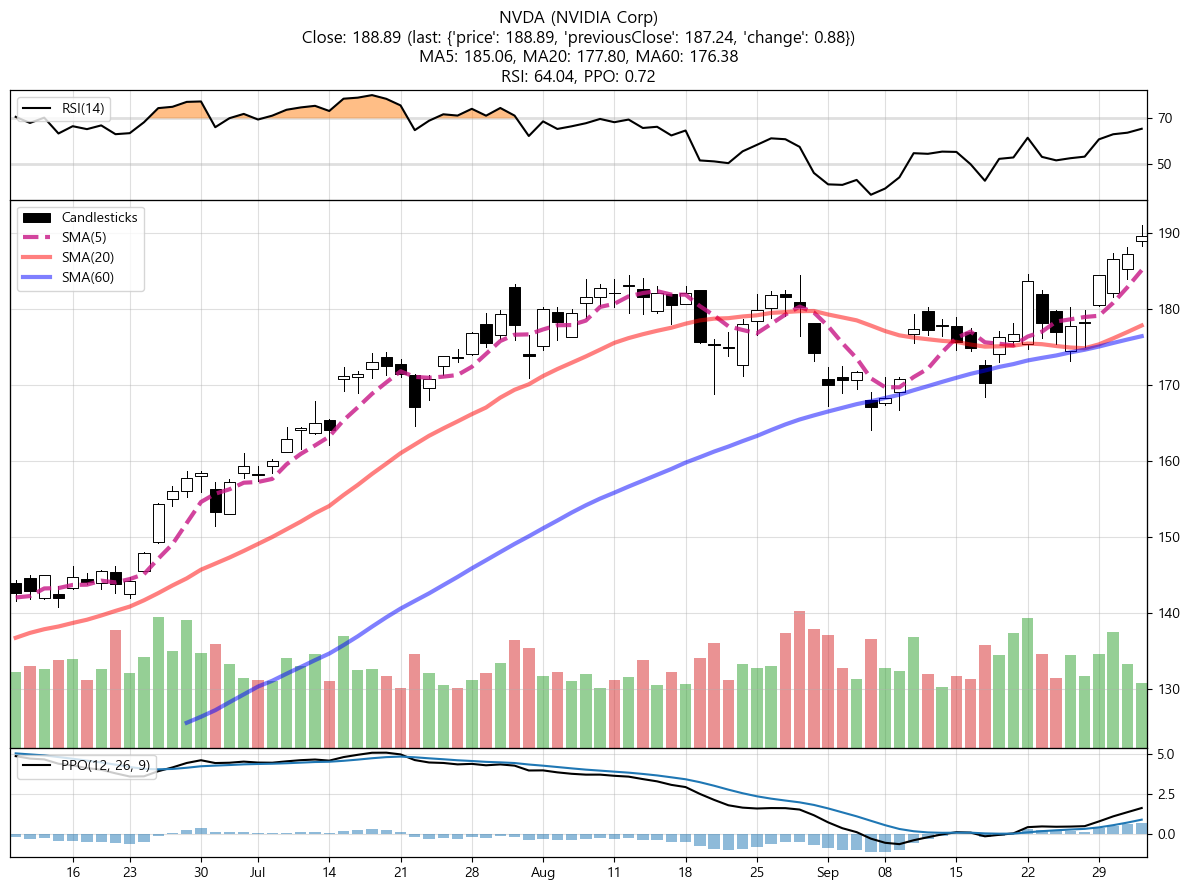 NVDA (NVIDIA Corp)
Close: 188.89 (last: {'price': 188.89, 'previousClose': 187.24, 'change': 0.88})
MA5: 185.06, MA20: 177.80, MA60: 176.38
RSI: 64.04, PPO: 0.72
RSI(14)
70
50
Candlesticks
SMA(5)
SMA(20)
SMA(60)
190
180
170
160
150
140
130
PPO(12, 26, 9)
5.0
2.5
0.0
16 23 30 Jul 14 21 28 Aug 11 18 25 Sep 08 15 22 29